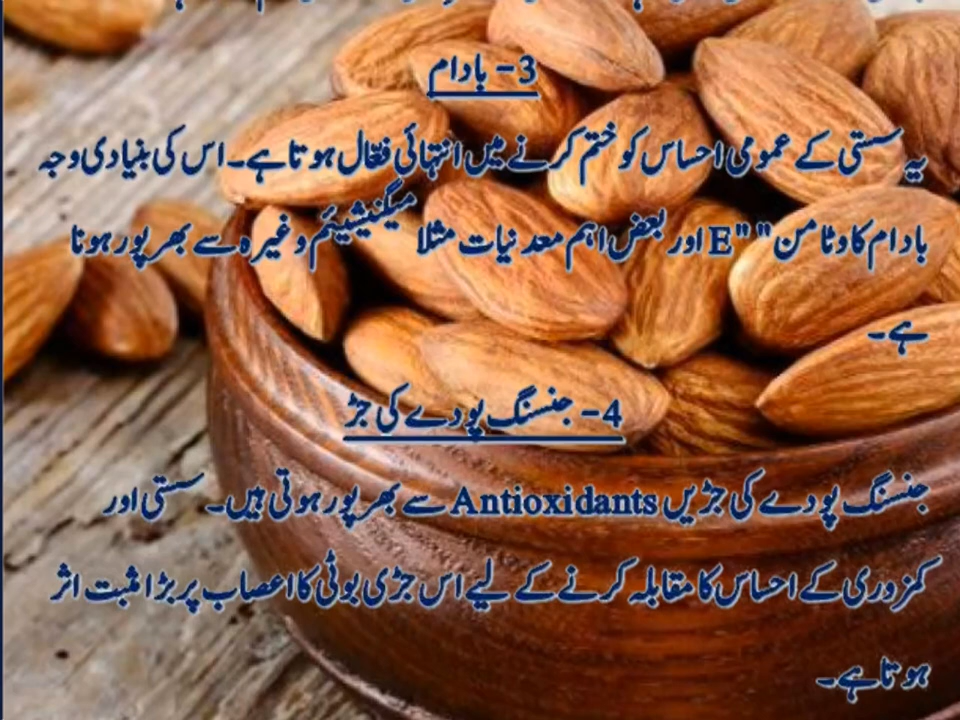 3- بادام
یہ سستی کے عمومی احساس کو ختم کرنے میں انتہائی فعّال ہوتا ہے۔ اس کی بنیادی وجہ
بادام کا وٹامن "E" اور بعض اہم معدنیات مثلا میگنیشیئم وغیرہ سے بھرپور ہونا
ہے۔
4- جنسنگ پودے کی جڑ
جنسنگ پودے کی جڑیں Antioxidants سے بھرپور ہوتی ہیں۔ سستی اور
کمزوری کے احساس کا مقابلہ کرنے کے لیے اس جڑی بوٹی کا اعصاب پر بڑا مثبت اثر
ہوتا ہے۔